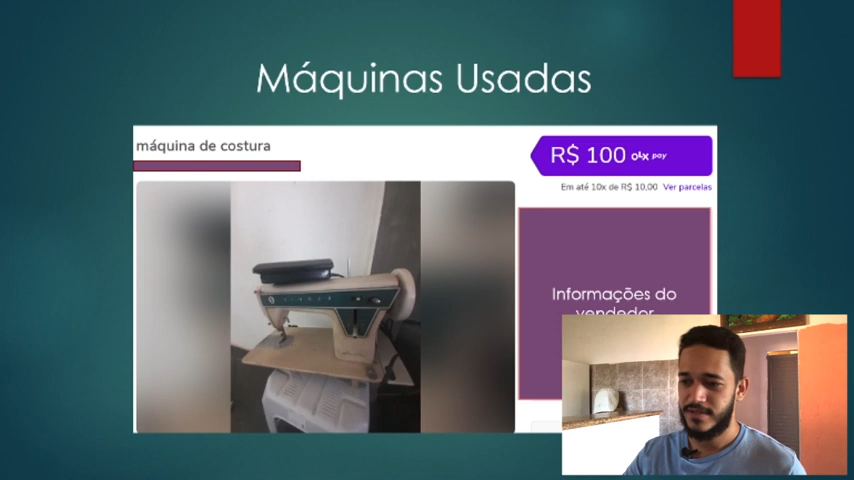 Máquinas Usadas
máquina de costura
R$ 100 olx pay
Em até 10x de R$ 10,00 Ver parcelas
SINGER
Informações do
vendedor